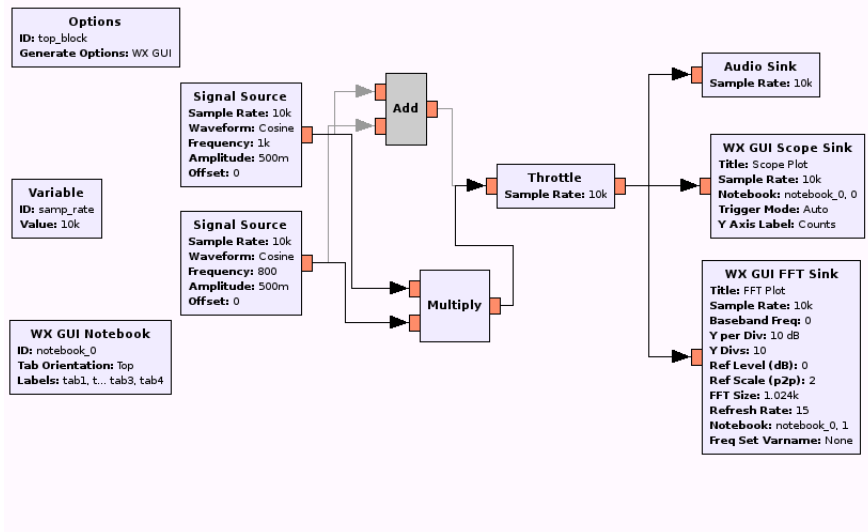 Options
ID: top_block
Generate Options: WX GUI
Signal Source
Sample Rate: 10k
Waveform: Cosine
Frequency: 1k
Amplitude: 500m
Offset: 0
Add
Audio Sink
Sample Rate: 10k
WX GUI Scope Sink
Title: Scope Plot
Sample Rate: 10k
Notebook: notebook_0, 0
Trigger Mode: Auto
Y Axis Label: Counts
Throttle
Sample Rate: 10k
Variable
ID: samp_rate
Value: 10k
Signal Source
Sample Rate: 10k
Waveform: Cosine
Frequency: 800
Amplitude: 500m
Offset: 0
Multiply
WX GUI FFT Sink
Title: FFT Plot
Sample Rate: 10k
Baseband Freq: 0
Y per Div: 10 dB
Y Divs: 10
Ref Level (dB): 0
Ref Scale (p2p): 2
FFT Size: 1.024k
Refresh Rate: 15
Notebook: notebook_0, 1
Freq Set Varname: None
WX GUI Notebook
ID: notebook_0
Tab Orientation: Top
Labels: tab1, t... tab3, tab4